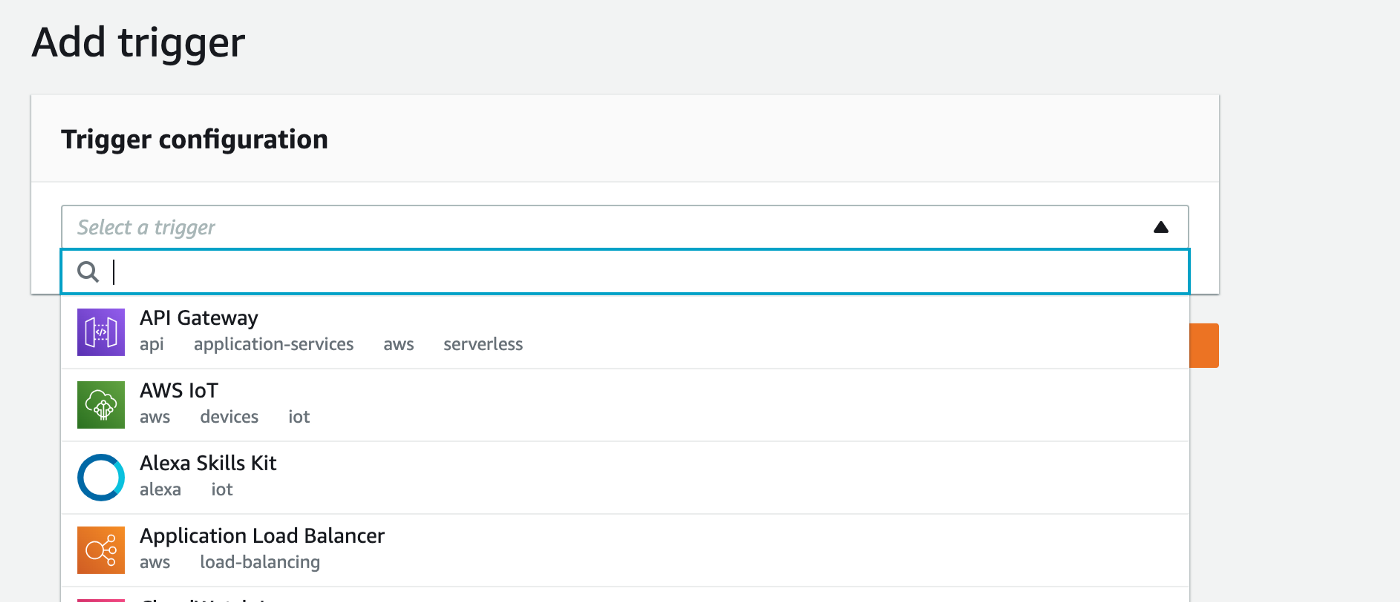 Add trigger
Trigger configuration
Select a trigger
API Gateway
api application-services aws serverless
AWS IoT
aws devices iot
Alexa Skills Kit
alexa iot
Application Load Balancer
aws load-balancing